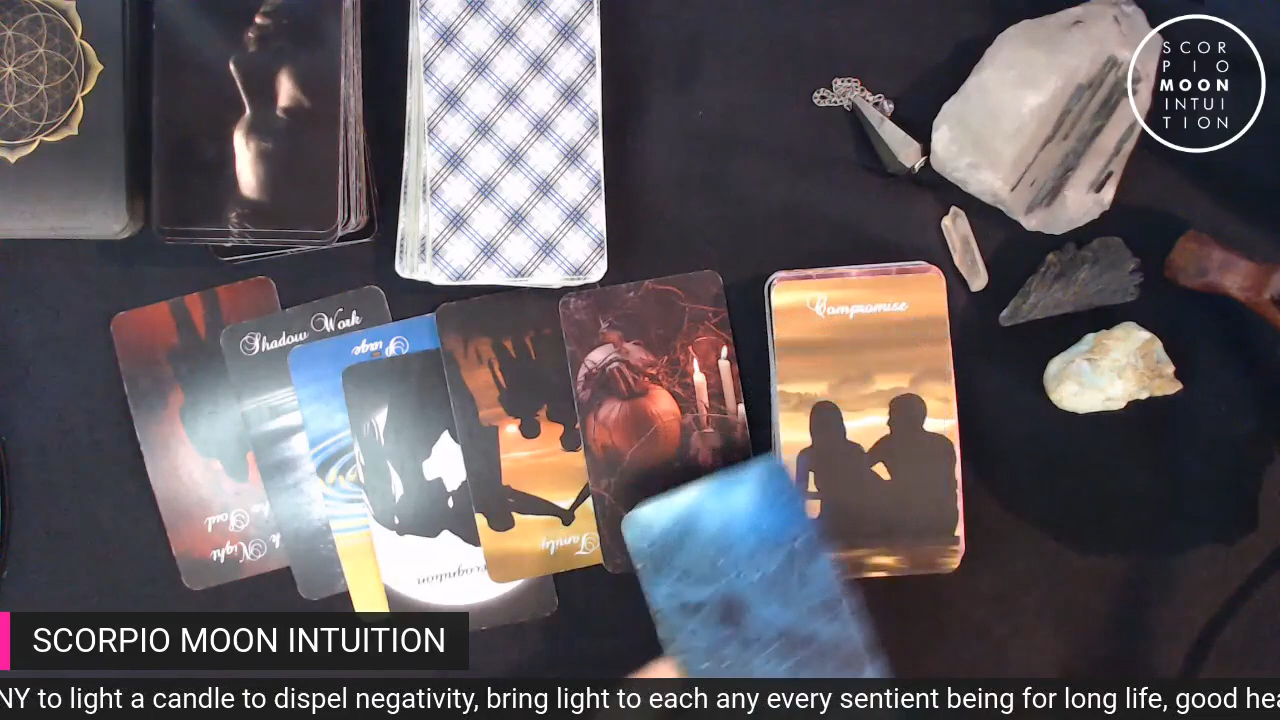 SCOR
PIO
MOON
INTUI
TION
Compromise
Shadow Work
Family
SCORPIO MOON INTUITION
NY to light a candle to dispel negativity, bring light to each any every sentient being for long life, good hea